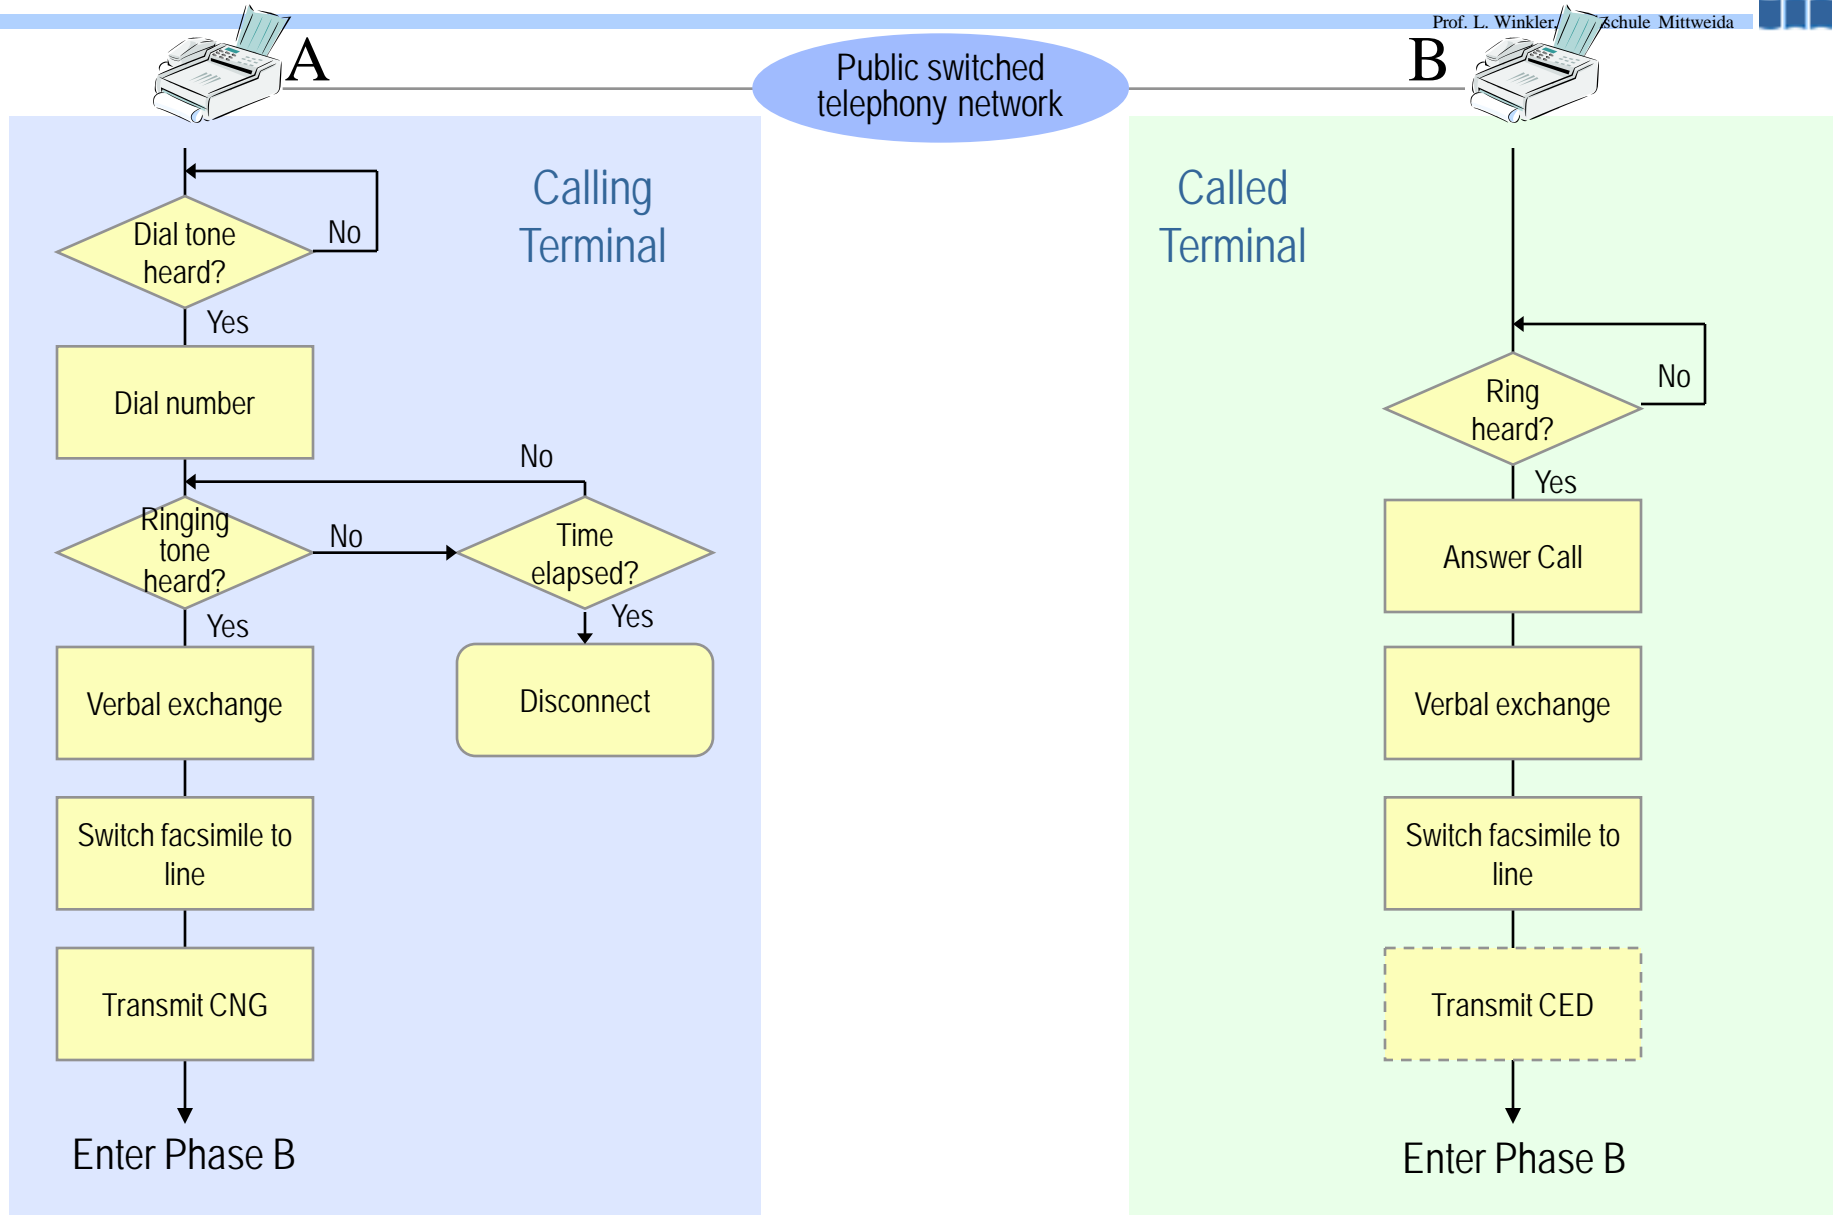 Prof. L. Winkler, schule Mittweida
A
Public switched
telephony network
B
Calling
Terminal
Dial tone
heard?
No
Yes
Dial number
No
Ringing
tone
heard?
No
Time
elapsed?
Yes
Yes
Verbal exchange
Disconnect
Switch facsimile to
line
Transmit CNG
Enter Phase B
Called
Terminal
Ring
heard?
No
Yes
Answer Call
Verbal exchange
Switch facsimile to
line
Transmit CED
Enter Phase B